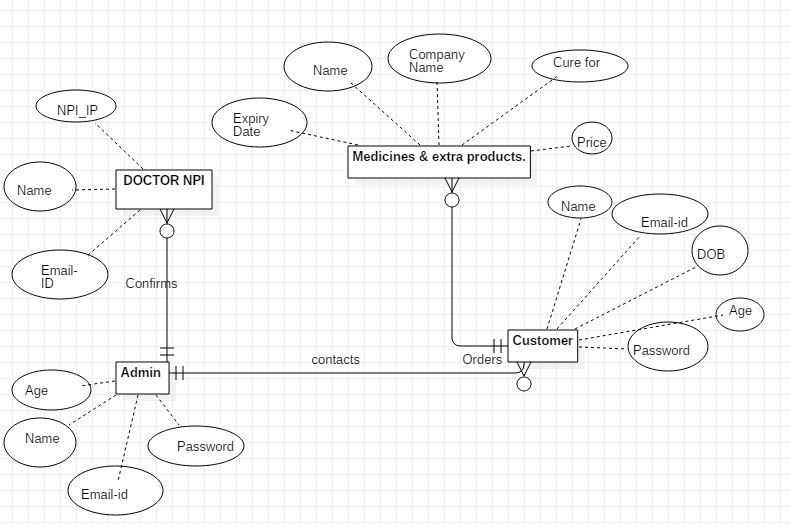 Name
Company
Name
Cure for
NPI_IP
Expiry
Date
Price
Medicines & extra products.
DOCTOR NPI
Name
Name
Email-id
DOB
Email-
ID
Confirms
Age
Customer
Password
contacts
Orders
Admin
Age
Name
Password
Email-id